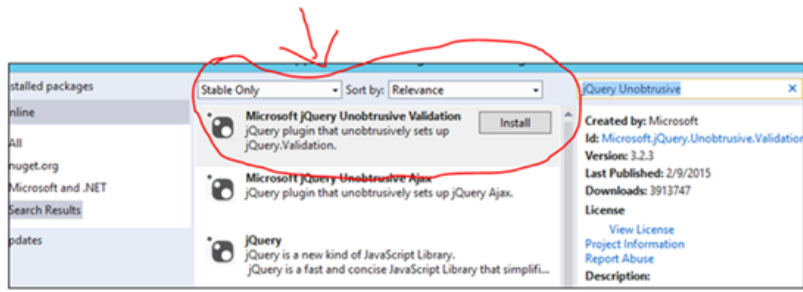 stalled packages
nline
All
nuget.org
Microsoft and .NET
Search Results
pdates
Stable Only
Sort by: Relevance
Microsoft jQuery Unobtrusive Validation
Install
jQuery plugin that unobtrusively sets up
jQuery.Validation.
Microsoft jQuery Unobtrusive Ajax
jQuery plugin that unobtrusively sets up jQuery Ajax.
jQuery
jQuery is a new kind of JavaScript Library.
jQuery is a fast and concise JavaScript Library that simplifi...
jQuery Unobtrusive
Created by: Microsoft
Id: Microsoft.jQuery.Unobtrusive.Validation
Version: 3.2.3
Last Published: 2/9/2015
Downloads: 3913747
License
View License
Project Information
Report Abuse
Description: